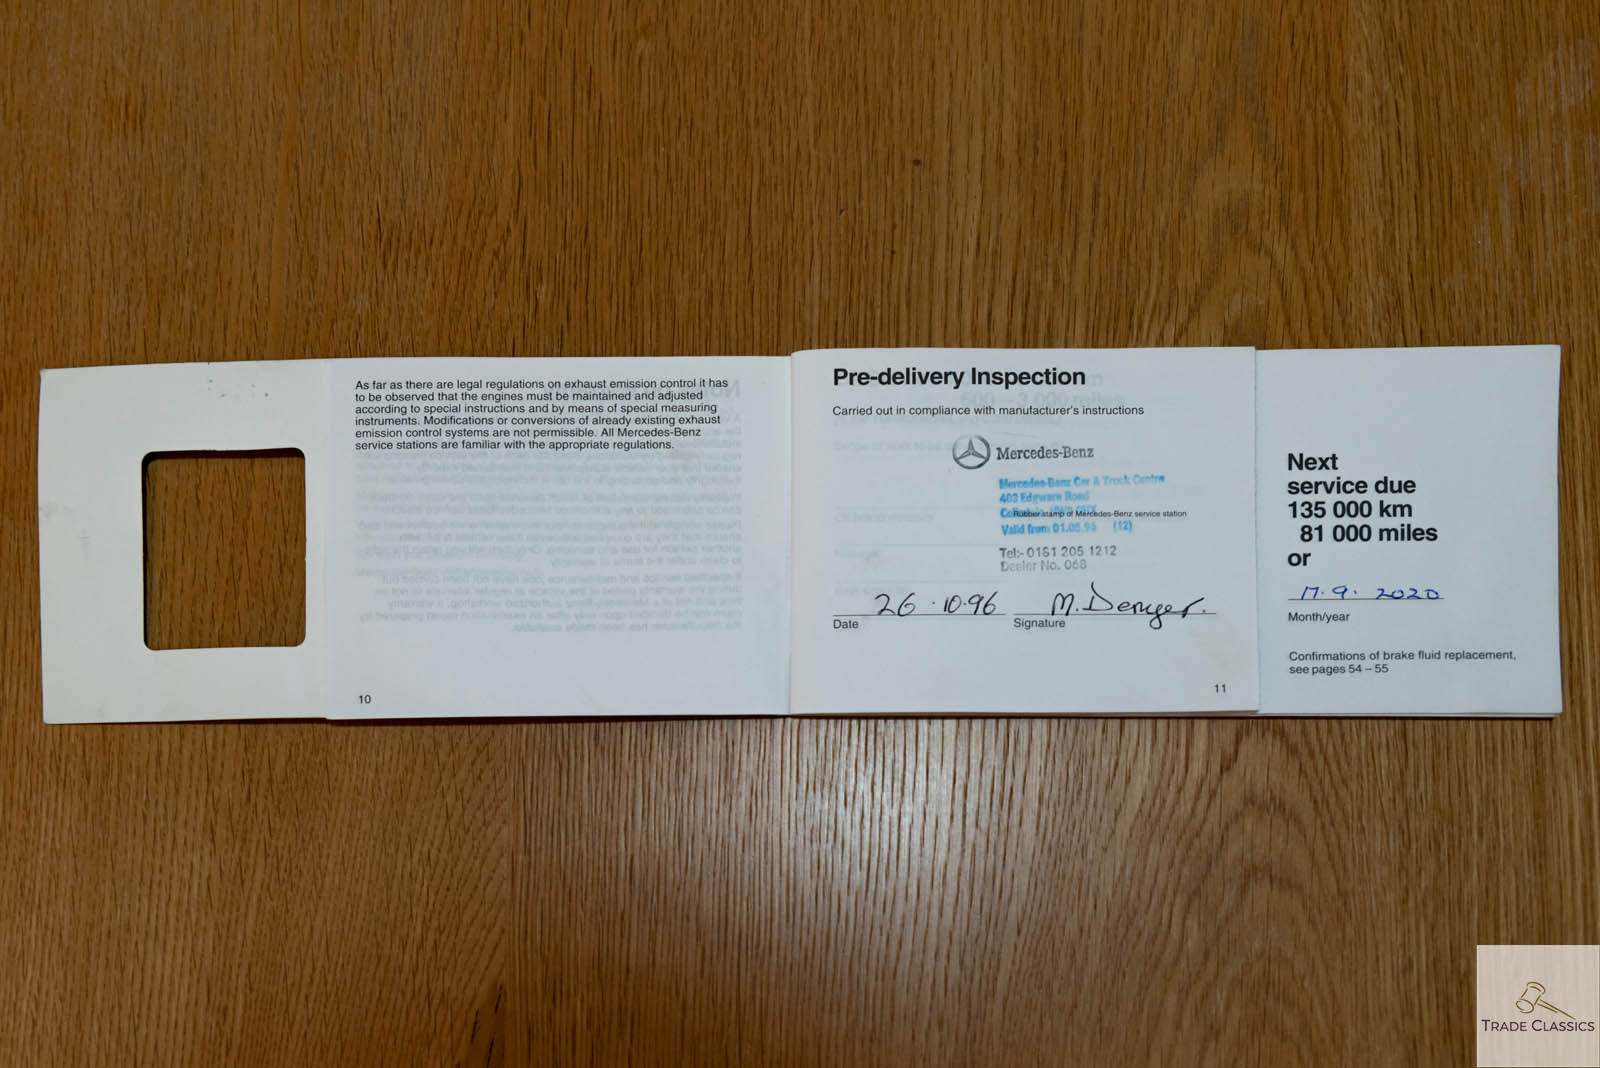 As far as there are legal regulations on exhaust emission control it has
to be observed that the engines must be maintained and adjusted
according to special instructions and by means of special measuring
instruments. Modifications or conversions of already existing exhaust
emission control systems are not permissible. All Mercedes-Benz
service stations are familiar with the appropriate regulations.
10
Pre-delivery Inspection
Carried out in compliance with manufacturer's instructions
Mercedes-Benz
Mercedes-Benz Car & Truck Centre
403 Edgware Road
Rubber stamp of Mercedes-Benz service station
Valid from 01.05.96 (12)
Tel:- 0181 205 1212
Dealer No. 068
26.10.96
Date
Signature
11
Next
service due
135 000 km
81 000 miles
or
17.9.2020
Month/year
Confirmations of brake fluid replacement,
see pages 54 – 55
TRADE CLASSICS